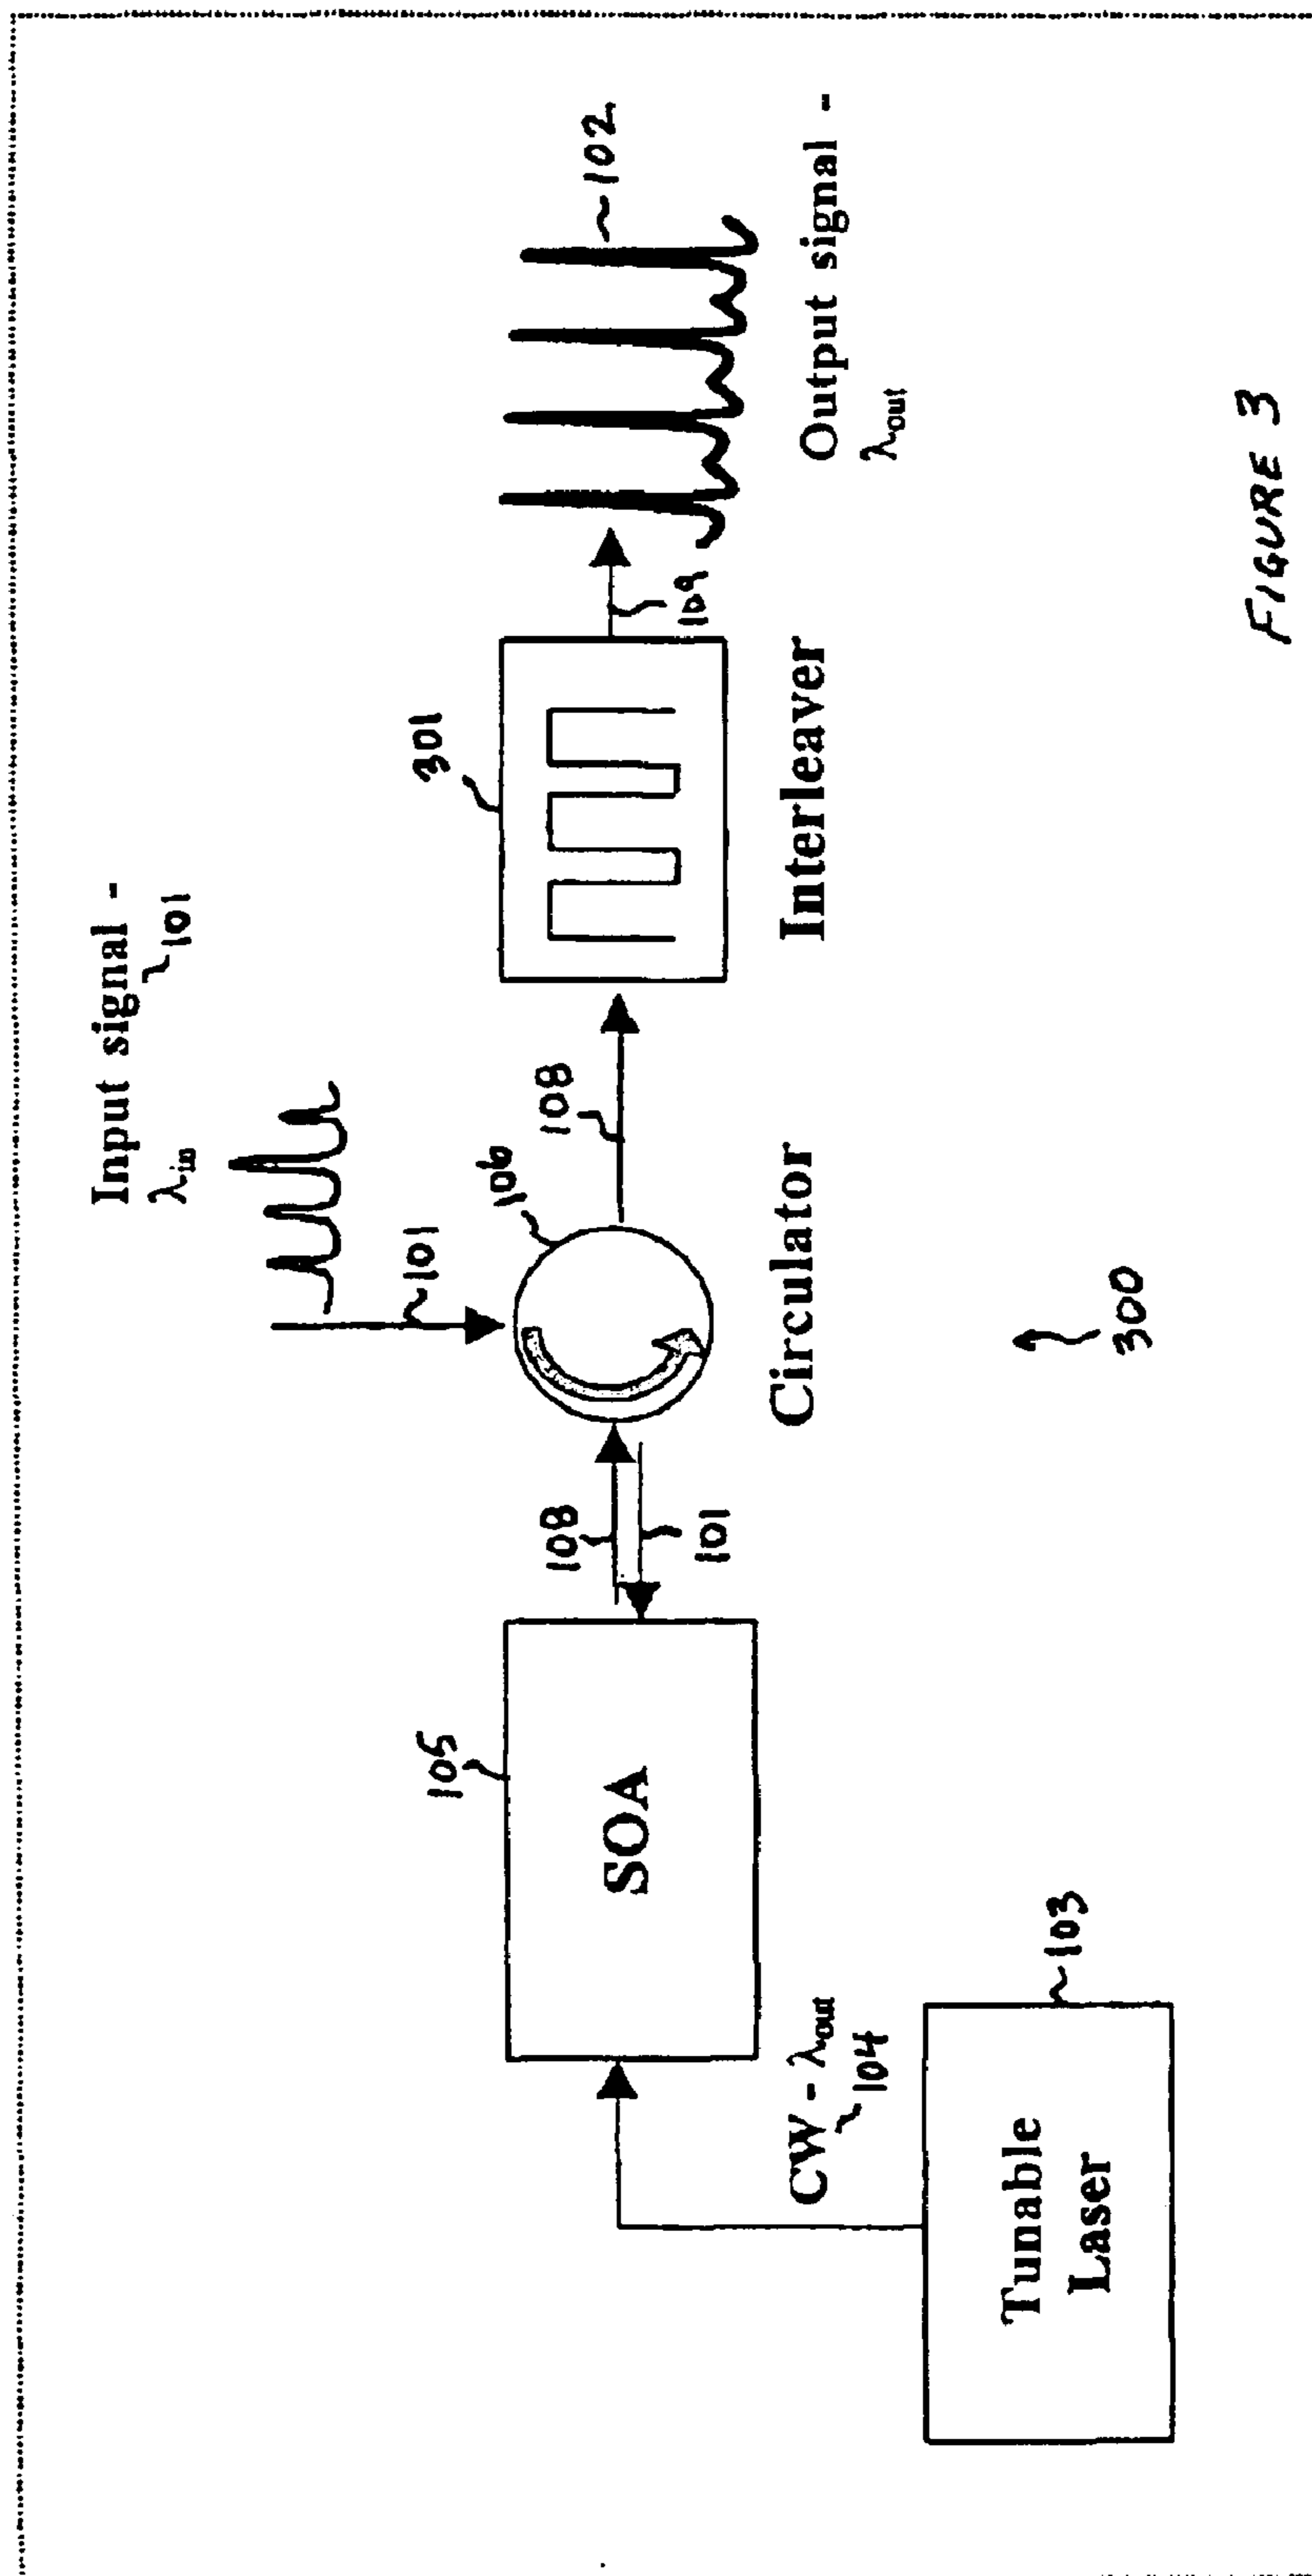 Input signal -
λin
101
101
106
108
301
102
109
Output signal -
λout
Interleaver
Circulator
108
101
105
SOA
CW - λout
104
103
Tunable
Laser
300
FIGURE 3